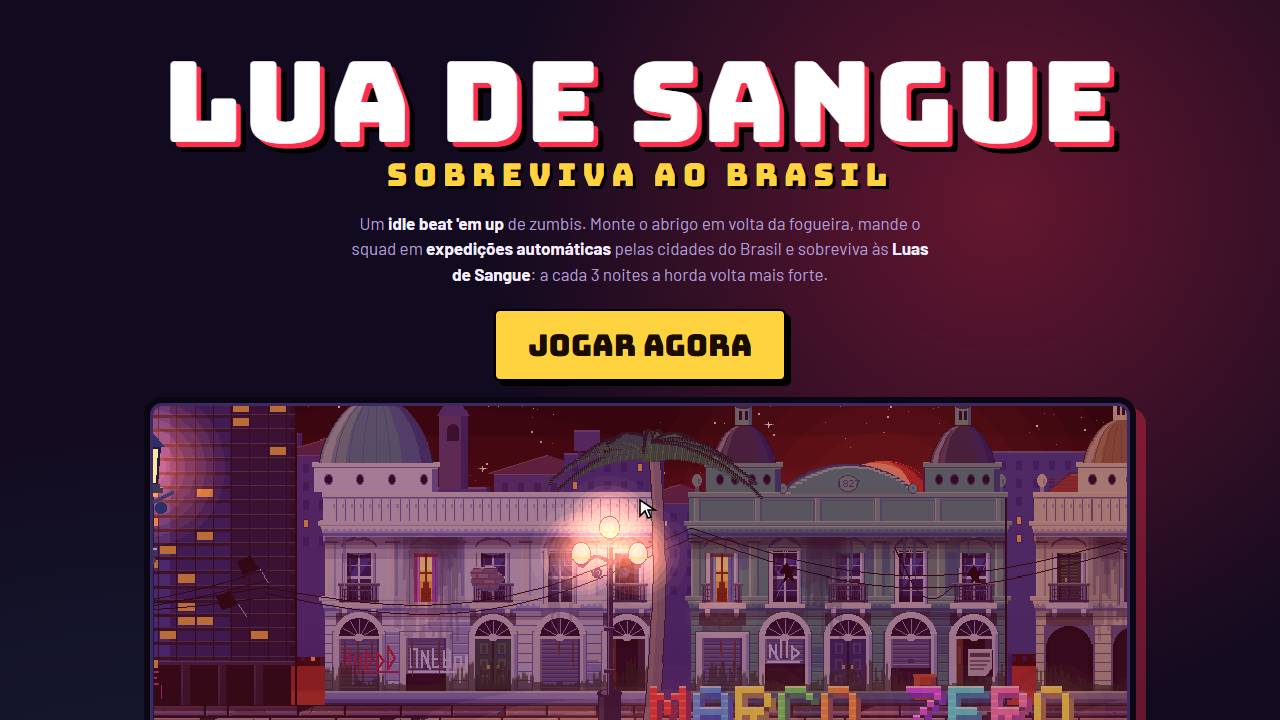 LUA DE SANGUE
SOBREVIVA AO BRASIL
Um idle beat 'em up de zumbis. Monte o abrigo em volta da fogueira, mande o
squad em expedições automáticas pelas cidades do Brasil e sobreviva às Luas
de Sangue: a cada 3 noites a horda volta mais forte.
JOGAR AGORA
1827
MARCO ZERO